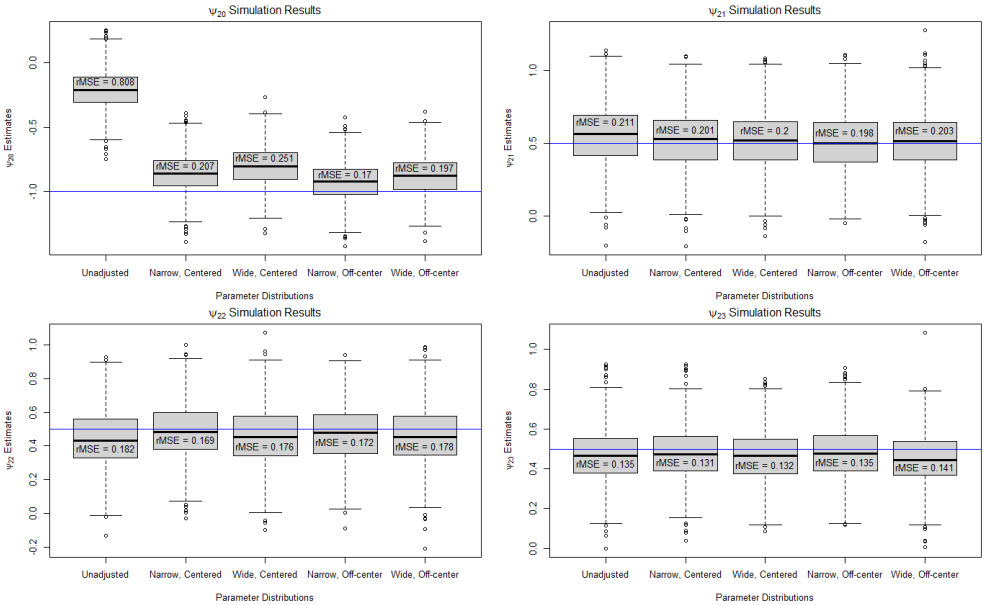 ψ20 Simulation Results
0.0
-0.5
-1.0
ψ20 Estimates
rMSE = 0.808
rMSE = 0.207
rMSE = 0.251
rMSE = 0.17
rMSE = 0.197
Unadjusted
Narrow, Centered
Wide, Centered
Narrow, Off-center
Wide, Off-center
Parameter Distributions
ψ21 Simulation Results
1.0
0.5
0.0
ψ21 Estimates
rMSE = 0.211
rMSE = 0.201
rMSE = 0.2
rMSE = 0.198
rMSE = 0.203
Unadjusted
Narrow, Centered
Wide, Centered
Narrow, Off-center
Wide, Off-center
Parameter Distributions
ψ22 Simulation Results
1.0
0.8
0.6
0.4
0.2
0.0
-0.2
ψ22 Estimates
rMSE = 0.182
rMSE = 0.169
rMSE = 0.176
rMSE = 0.172
rMSE = 0.178
Unadjusted
Narrow, Centered
Wide, Centered
Narrow, Off-center
Wide, Off-center
Parameter Distributions
ψ23 Simulation Results
1.0
0.8
0.6
0.4
0.2
0.0
ψ23 Estimates
rMSE = 0.135
rMSE = 0.131
rMSE = 0.132
rMSE = 0.135
rMSE = 0.141
Unadjusted
Narrow, Centered
Wide, Centered
Narrow, Off-center
Wide, Off-center
Parameter Distributions